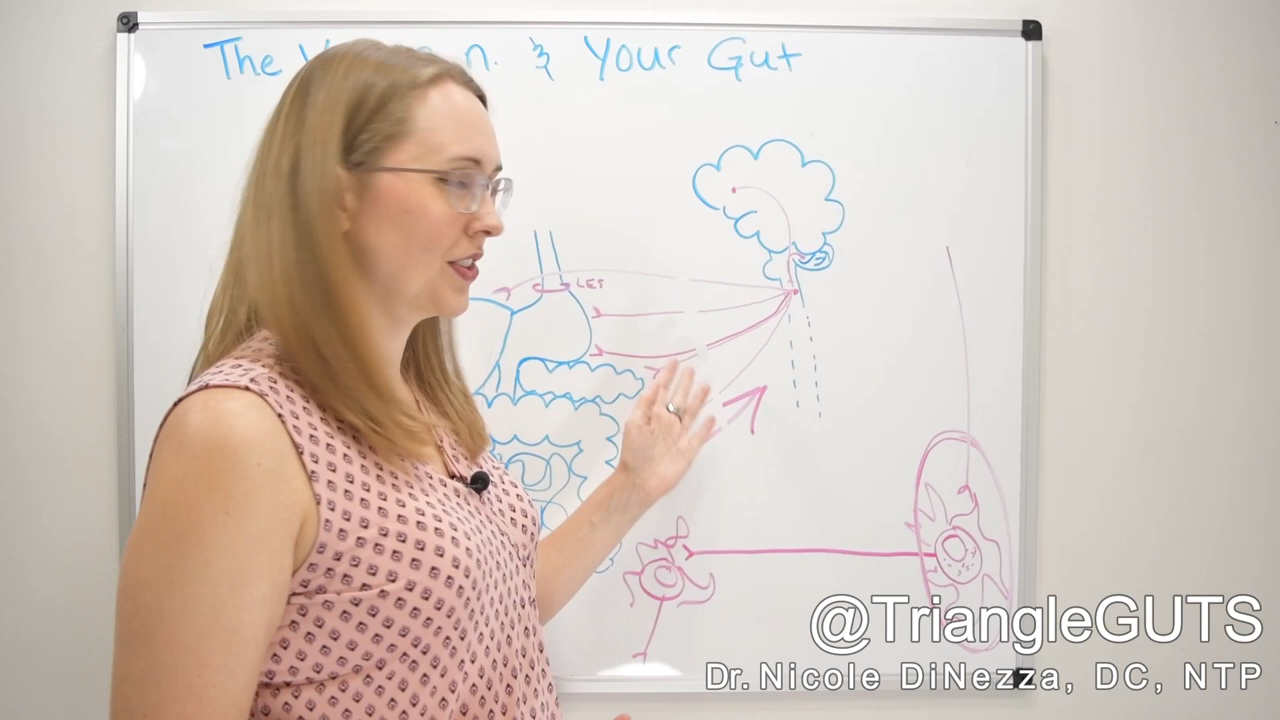 The n. & Your Gut
LES
@TriangleGUTS
Dr. Nicole DiNezza, DC, NTP